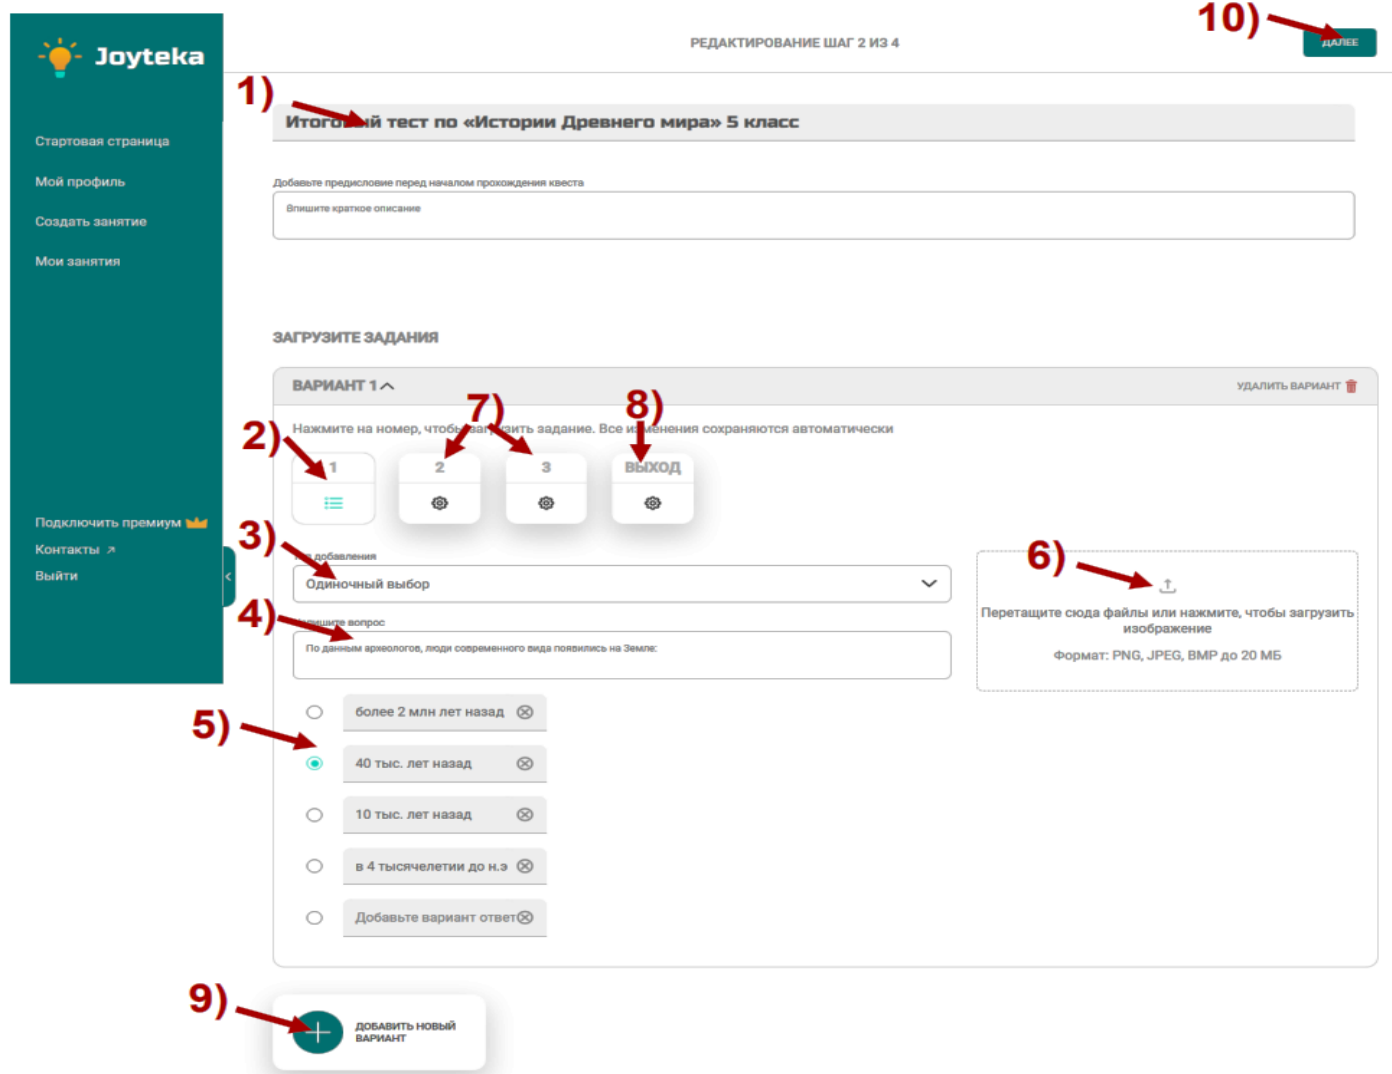 10)
Joyteka
РЕДАКТИРОВАНИЕ ШАГ 2 ИЗ 4
ДАЛЕЕ
1)
Итоговый тест по «Истории Древнего мира» 5 класс
Стартовая страница
Мой профиль
Создать занятие
Мои занятия
Добавьте предисловие перед началом прохождения квеста
Впишите краткое описание
ЗАГРУЗИТЕ ЗАДАНИЯ
ВАРИАНТ 1
УДАЛИТЬ ВАРИАНТ
7)
8)
2)
Нажмите на номер, чтобы загрузить задание. Все изменения сохраняются автоматически
1
2
3
ВЫХОД
Подключить премиум
Контакты
Выйти
3)
Тип добавления
Одиночный выбор
6)
Перетащите сюда файлы или нажмите, чтобы загрузить
изображение
Формат: PNG, JPEG, BMP до 20 МБ
4)
Напишите вопрос
По данным археологов, люди современного вида появились на Земле:
5)
более 2 млн лет назад
40 тыс. лет назад
10 тыс. лет назад
в 4 тысячелетии до н.э
Добавьте вариант ответ
9)
ДОБАВИТЬ НОВЫЙ
ВАРИАНТ